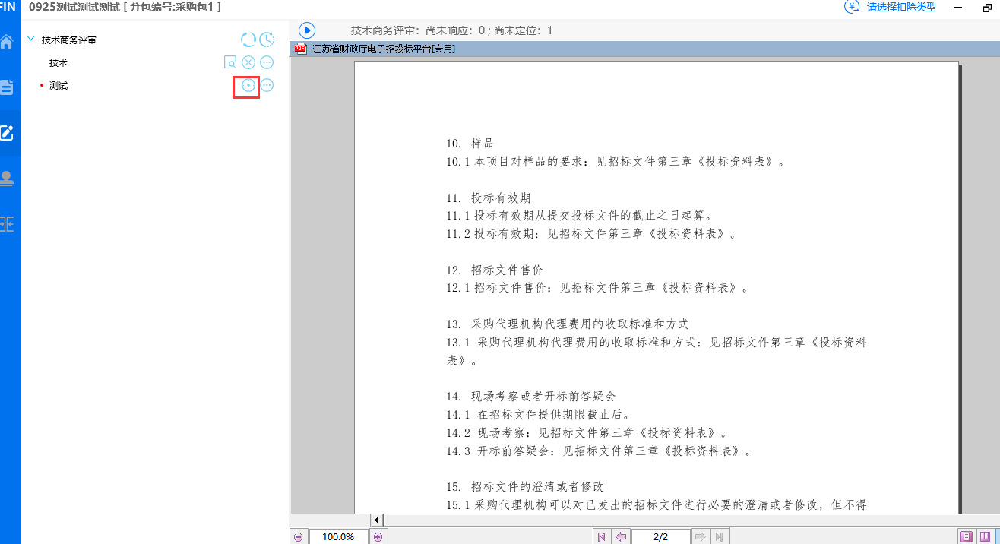 FIN
0925测试测试测试 [ 分包编号:采购包1 ]
请选择扣除类型
技术商务评审
技术
测试
技术商务评审：尚未响应：0 ; 尚未定位：1
PDF
江苏省财政厅电子招投标平台[专用]
10. 样品
10.1本项目对样品的要求：见招标文件第三章《投标资料表》。
11. 投标有效期
11.1投标有效期从提交投标文件的截止之日起算。
11.2投标有效期：见招标文件第三章《投标资料表》。
12. 招标文件售价
12.1招标文件售价：见招标文件第三章《投标资料表》。
13. 采购代理机构代理费用的收取标准和方式
13.1 采购代理机构代理费用的收取标准和方式：见招标文件第三章《投标资料
表》。
14. 现场考察或者开标前答疑会
14.1 在招标文件提供期限截止后。
14.2 现场考察：见招标文件第三章《投标资料表》。
14.3 开标前答疑会：见招标文件第三章《投标资料表》。
15. 招标文件的澄清或者修改
15.1采购代理机构可以对已发出的招标文件进行必要的澄清或者修改，但不得
100.0%
2/2